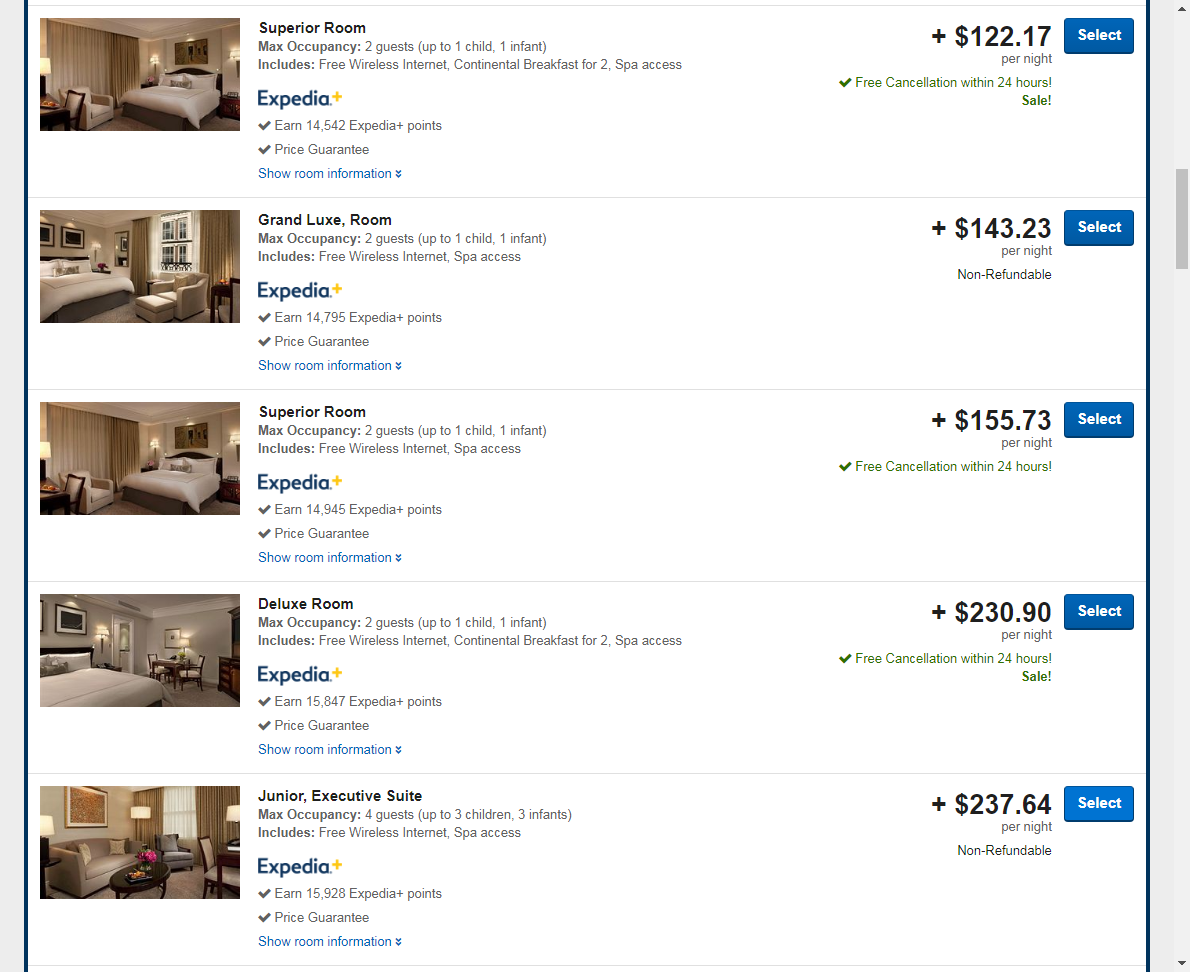 Superior Room
Max Occupancy: 2 guests (up to 1 child, 1 infant)
Includes: Free Wireless Internet, Continental Breakfast for 2, Spa access
Expedia+
Earn 14,542 Expedia+ points
Price Guarantee
Show room information
+ $122.17
per night
Free Cancellation within 24 hours!
Sale!
Select
Grand Luxe, Room
Max Occupancy: 2 guests (up to 1 child, 1 infant)
Includes: Free Wireless Internet, Spa access
Expedia+
Earn 14,795 Expedia+ points
Price Guarantee
Show room information
+ $143.23
per night
Non-Refundable
Select
Superior Room
Max Occupancy: 2 guests (up to 1 child, 1 infant)
Includes: Free Wireless Internet, Spa access
Expedia+
Earn 14,945 Expedia+ points
Price Guarantee
Show room information
+ $155.73
per night
Free Cancellation within 24 hours!
Select
Deluxe Room
Max Occupancy: 2 guests (up to 1 child, 1 infant)
Includes: Free Wireless Internet, Continental Breakfast for 2, Spa access
Expedia+
Earn 15,847 Expedia+ points
Price Guarantee
Show room information
+ $230.90
per night
Free Cancellation within 24 hours!
Sale!
Select
Junior, Executive Suite
Max Occupancy: 4 guests (up to 3 children, 3 infants)
Includes: Free Wireless Internet, Spa access
Expedia+
Earn 15,928 Expedia+ points
Price Guarantee
Show room information
+ $237.64
per night
Non-Refundable
Select